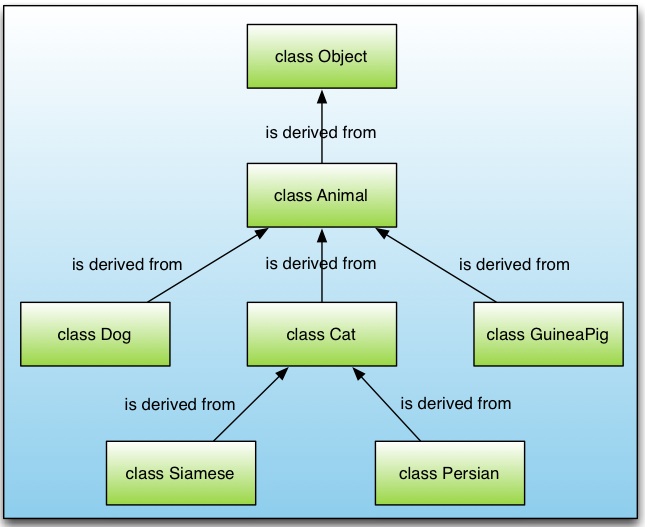 class Object
is derived from
class Animal
is derived from
is derived from
is derived from
class Dog
class Cat
class GuineaPig
is derived from
is derived from
class Siamese
class Persian